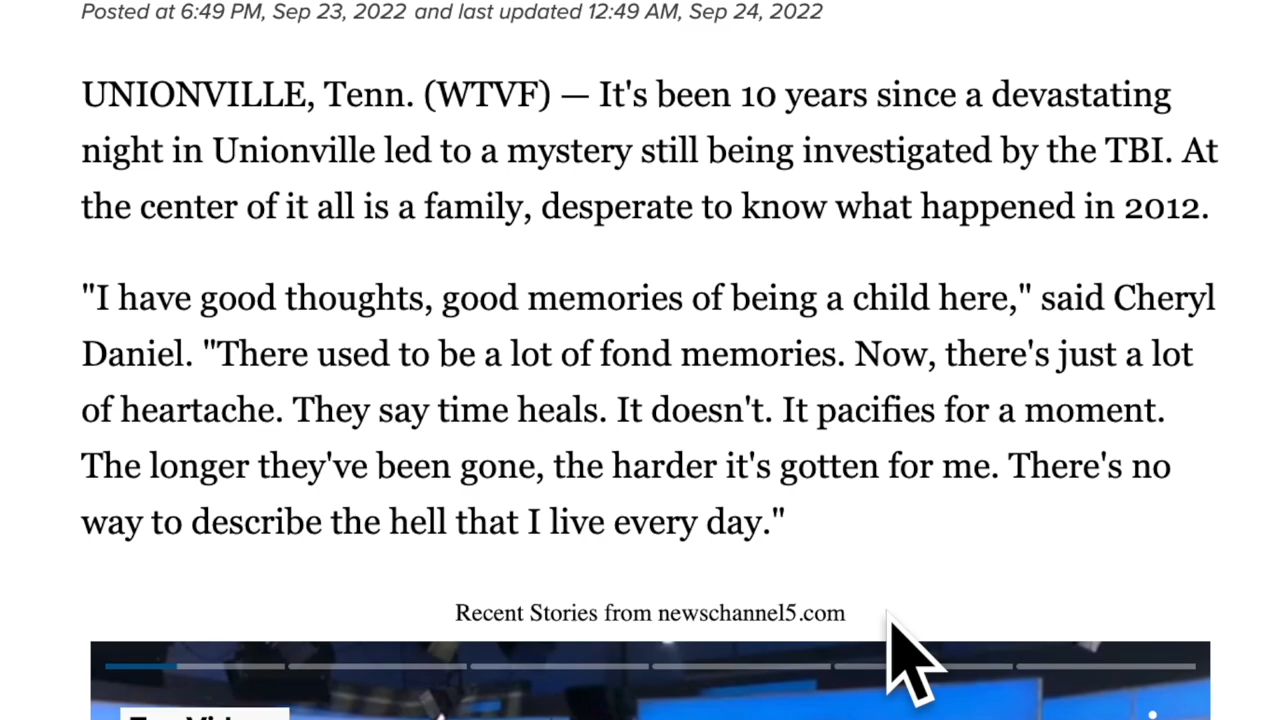 Posted at 6:49 PM, Sep 23, 2022 and last updated 12:49 AM, Sep 24, 2022
UNIONVILLE, Tenn. (WTVF) — It's been 10 years since a devastating
night in Unionville led to a mystery still being investigated by the TBI. At
the center of it all is a family, desperate to know what happened in 2012.
"I have good thoughts, good memories of being a child here," said Cheryl
Daniel. "There used to be a lot of fond memories. Now, there's just a lot
of heartache. They say time heals. It doesn't. It pacifies for a moment.
The longer they've been gone, the harder it's gotten for me. There's no
way to describe the hell that I live every day."
Recent Stories from newschannel5.com